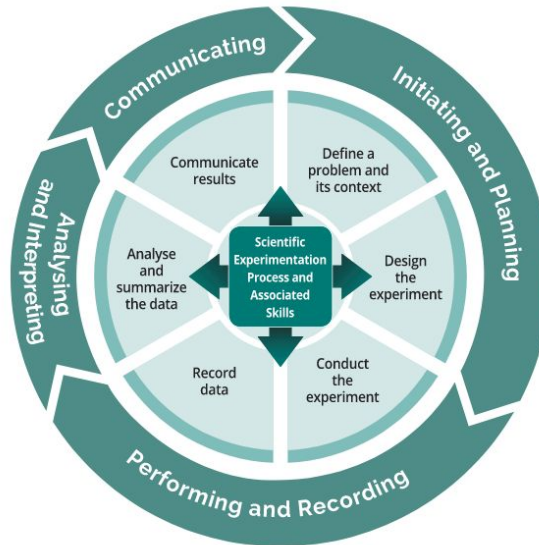 Communicating
Initiating and Planning
Performing and Recording
Analysing
and Interpreting
Define a
problem and
its context
Design
the
experiment
Conduct
the
experiment
Record
data
Analyse
and
summarize
the data
Communicate
results
Scientific
Experimentation
Process and
Associated
Skills